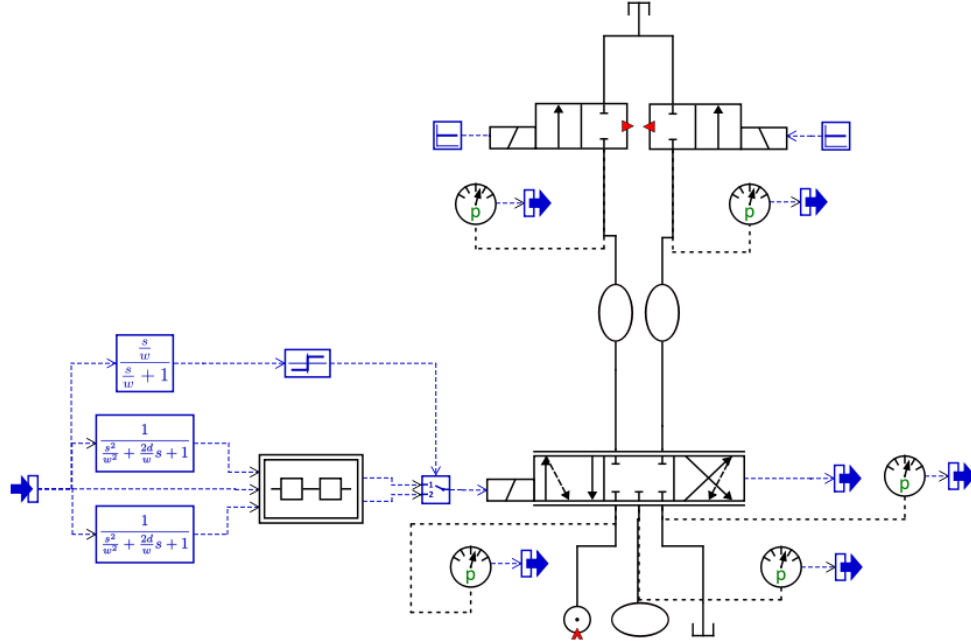 p
p
s/w
s/w + 1
1
s²/w² + 2d/w s + 1
1
2
p
1
s²/w² + 2d/w s + 1
p
p